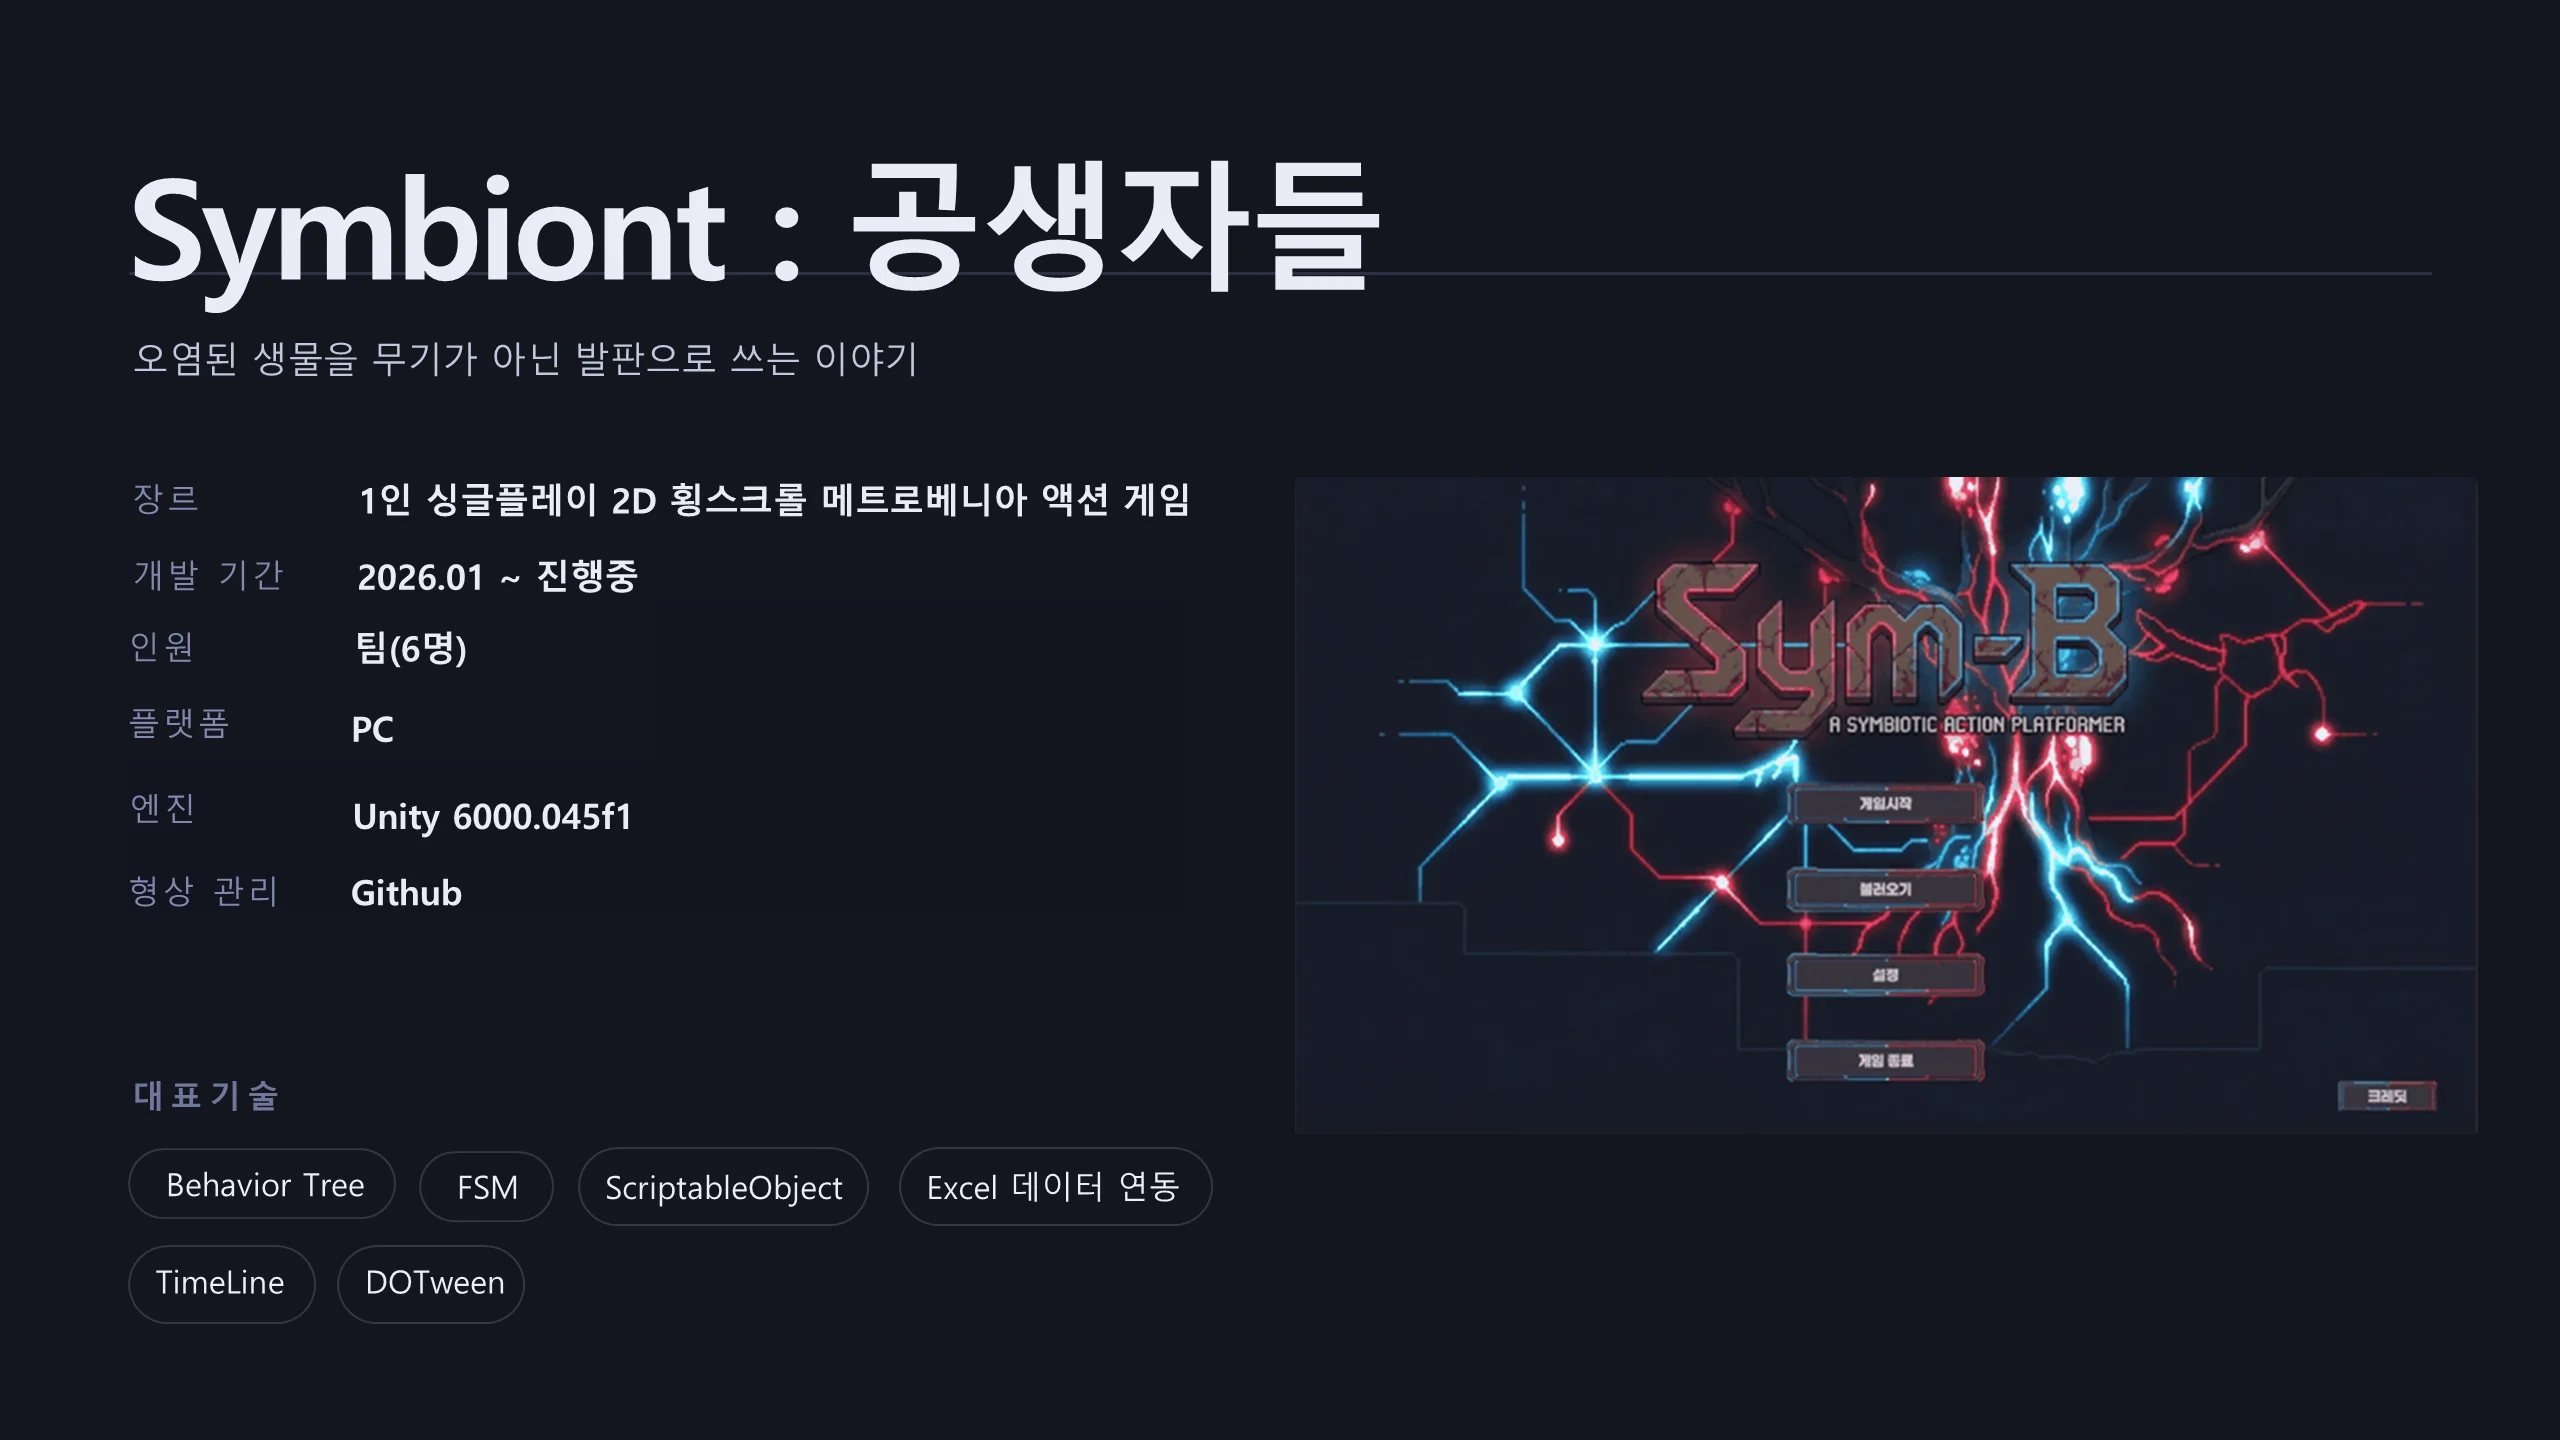 Symbiont : 공생자들
오염된 생물을 무기가 아닌 발판으로 쓰는 이야기
장르 1인 싱글플레이 2D 횡스크롤 메트로베니아 액션 게임
개발 기간 2026.01 ~ 진행중
인원 팀(6명)
플랫폼 PC
엔진 Unity 6000.045f1
형상 관리 Github
대표기술
Behavior Tree FSM ScriptableObject Excel 데이터 연동
TimeLine DOTween
Sym-B
A SYMBIOTIC ACTION PLATFORMER
게임시작
불러오기
설정
게임 종료
크레딧